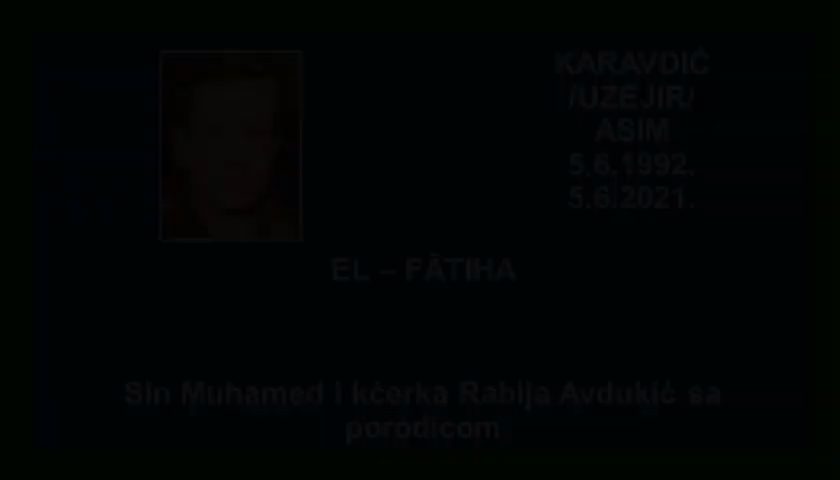 KARAVDIĆ
/UZEJIR/
ASIM
5.6.1992.
5.6.2021.
EL – FĀTIHA
Sin Muhamed i kćerka Rabija Avdukić sa
porodicom